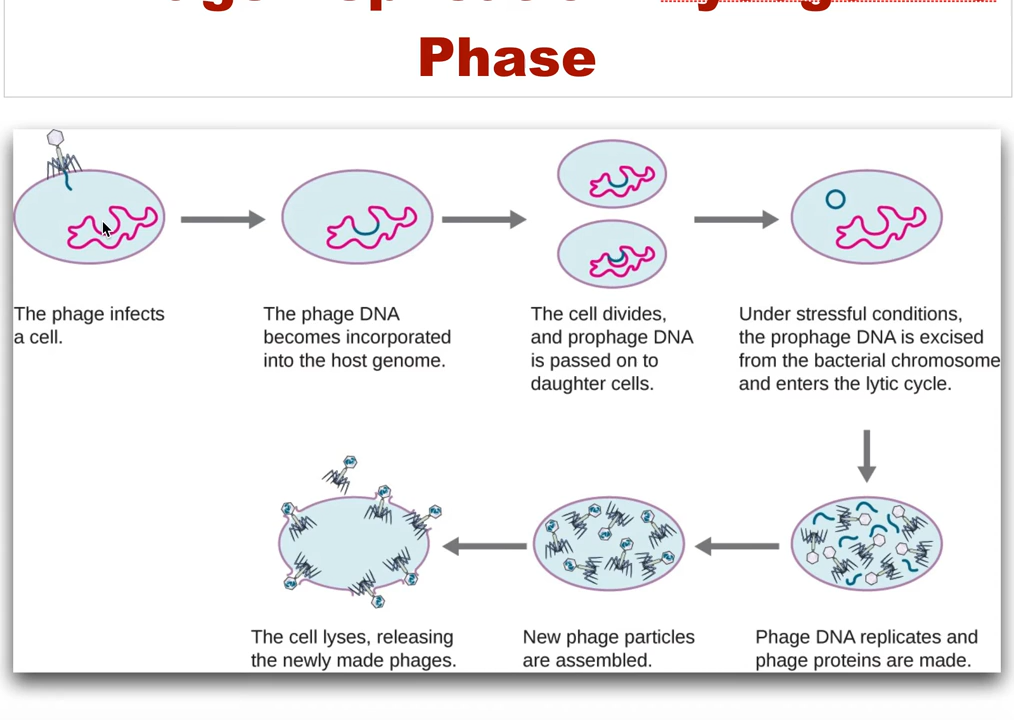 Phase
The phage infects
a cell.
The phage DNA
becomes incorporated
into the host genome.
The cell divides,
and prophage DNA
is passed on to
daughter cells.
Under stressful conditions,
the prophage DNA is excised
from the bacterial chromosome
and enters the lytic cycle.
The cell lyses, releasing
the newly made phages.
New phage particles
are assembled.
Phage DNA replicates and
phage proteins are made.